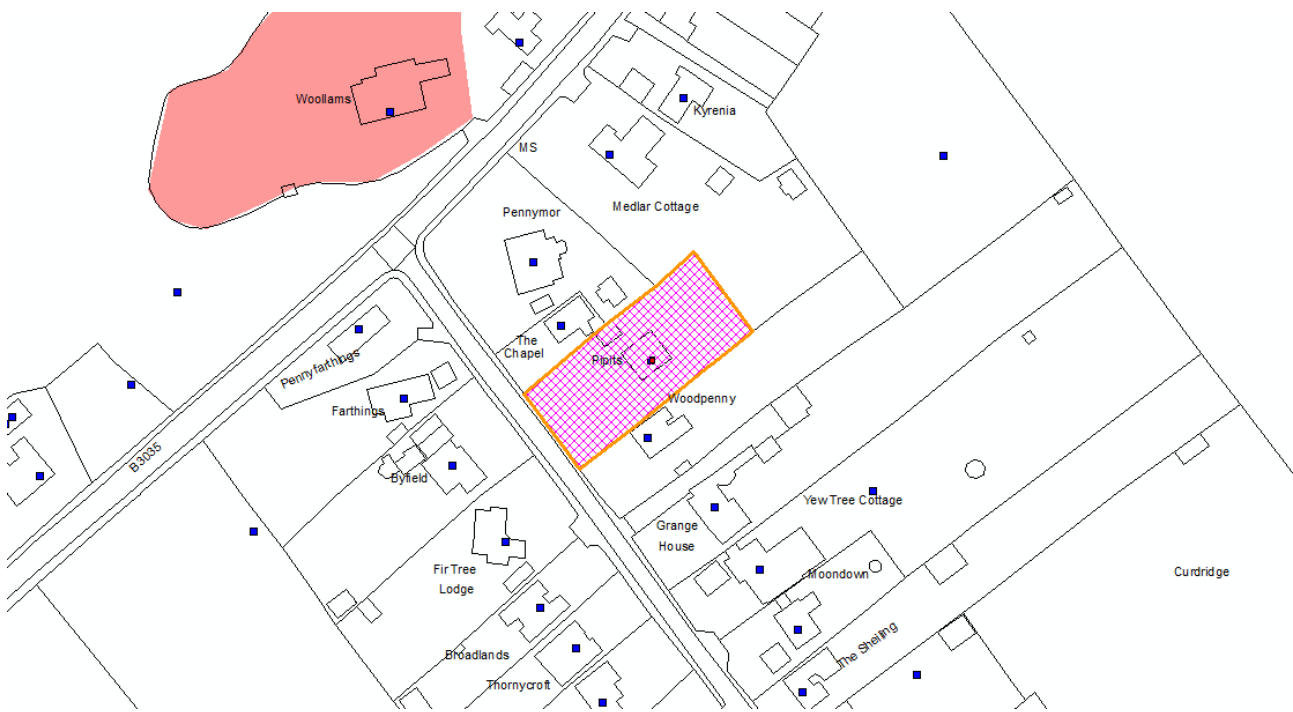 Woollams
Kyrenia
MS
Medlar Cottage
Pennymor
The
Chapel
Pipits
Pennyfarthings
Woodpenny
Farthings
B3035
Byfield
Yew Tree Cottage
Grange
House
Fir Tree
Lodge
Moondown
Curdridge
The Sheiling
Broadlands
Thornycroft